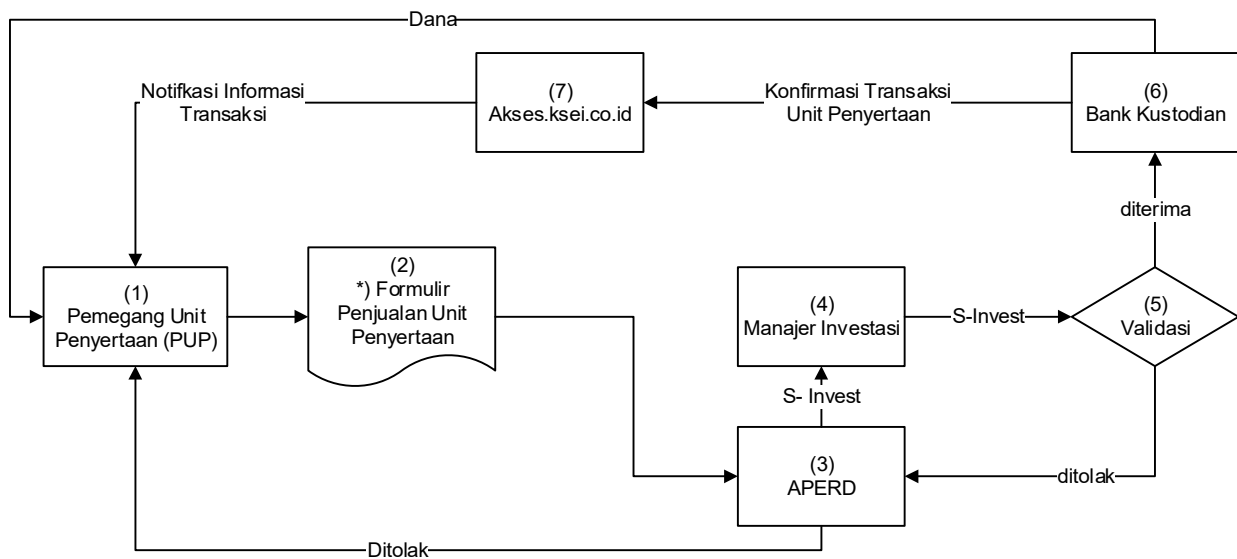 Dana
Notifkasi Informasi
Transaksi
(7)
Akses.ksei.co.id
Konfirmasi Transaksi
Unit Penyertaan
(6)
Bank Kustodian
diterima
(1)
Pemegang Unit
Penyertaan (PUP)
(2)
*) Formulir
Penjualan Unit
Penyertaan
(4)
Manajer Investasi
S-Invest
(5)
Validasi
S- Invest
(3)
APERD
ditolak
Ditolak